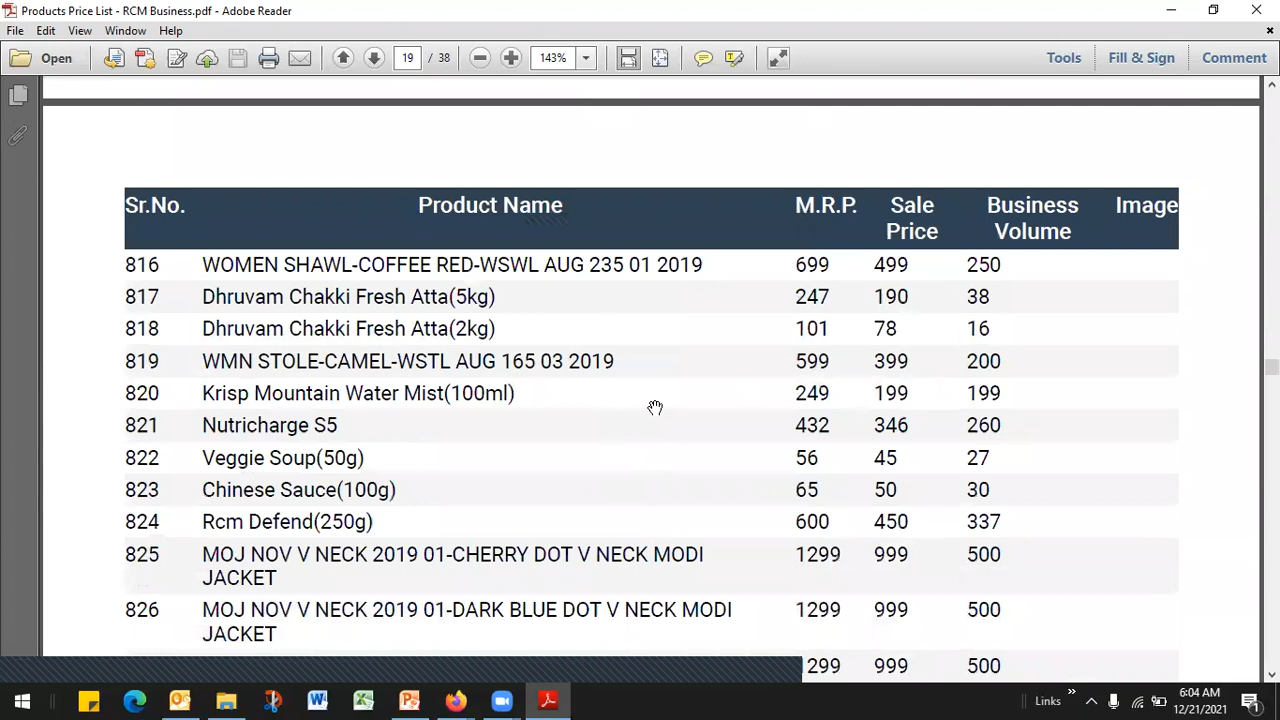 Products Price List - RCM Business.pdf - Adobe Reader
File Edit View Window Help
Open 19 / 38 143% Tools Fill & Sign Comment
Sr.No. Product Name M.R.P. Sale Price Business Volume Image
816 WOMEN SHAWL-COFFEE RED-WSWL AUG 235 01 2019 699 499 250
817 Dhruvam Chakki Fresh Atta(5kg) 247 190 38
818 Dhruvam Chakki Fresh Atta(2kg) 101 78 16
819 WMN STOLE-CAMEL-WSTL AUG 165 03 2019 599 399 200
820 Krisp Mountain Water Mist(100ml) 249 199 199
821 Nutricharge S5 432 346 260
822 Veggie Soup(50g) 56 45 27
823 Chinese Sauce(100g) 65 50 30
824 Rcm Defend(250g) 600 450 337
825 MOJ NOV V NECK 2019 01-CHERRY DOT V NECK MODI 1299 999 500
JACKET
826 MOJ NOV V NECK 2019 01-DARK BLUE DOT V NECK MODI 1299 999 500
JACKET
999 500
Links 6:04 AM
12/21/2021